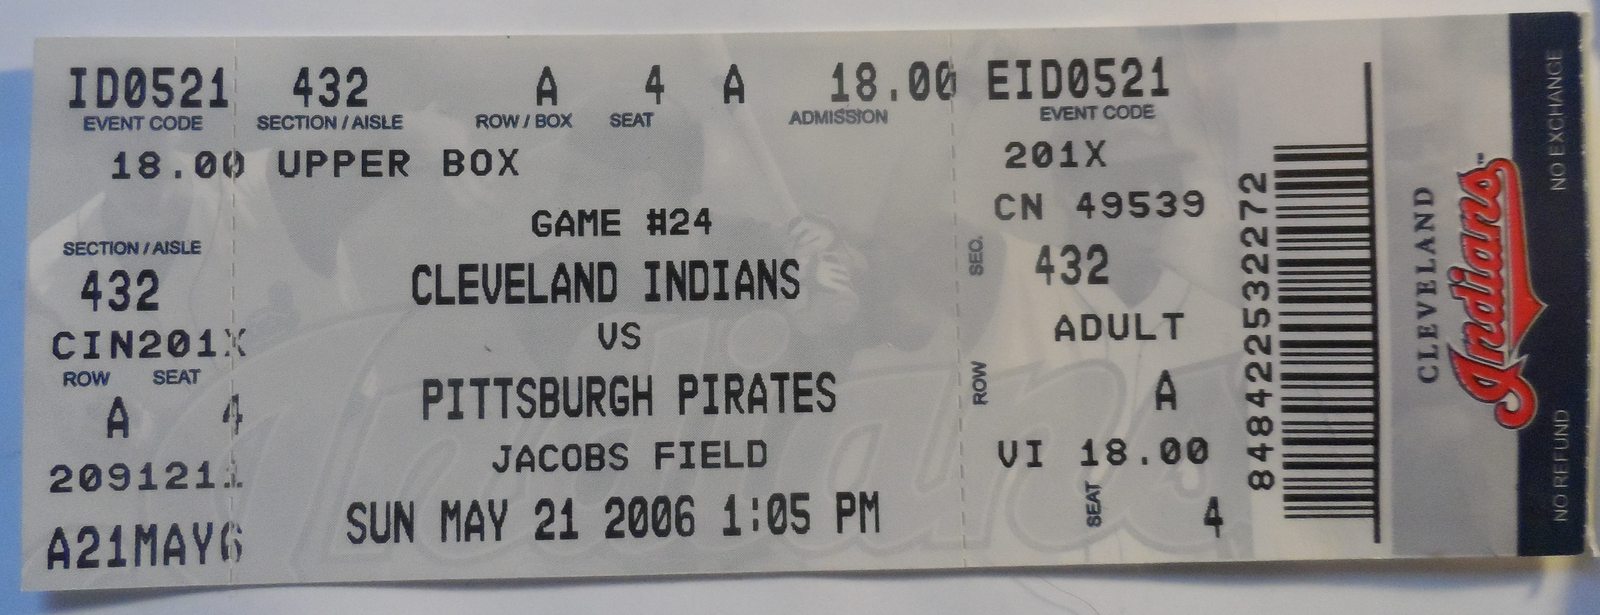 ID0521 432 A 4 A 18.00
EVENT CODE SECTION / AISLE ROW / BOX SEAT ADMISSION
18.00 UPPER BOX
GAME #24
CLEVELAND INDIANS
VS
PITTSBURGH PIRATES
JACOBS FIELD
SUN MAY 21 2006 1:05 PM
SECTION / AISLE
432
CIN201X
ROW SEAT
A 4
2091211
A21MAY6
EID0521
EVENT CODE
201X
CN 49539
SEC. 432
ADULT
ROW A
VI 18.00
SEAT 4
848422532272
CLEVELAND
Indians™
NO REFUND NO EXCHANGE
Indians